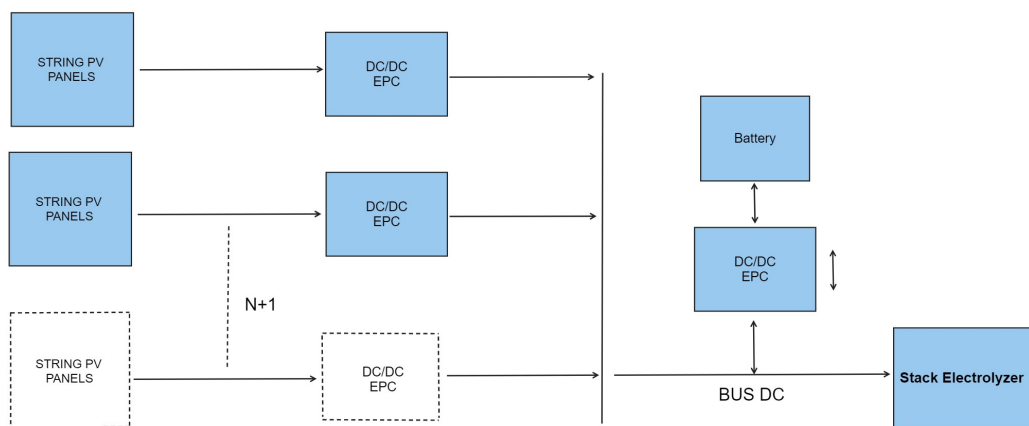 STRING PV
PANELS
DC/DC
EPC
STRING PV
PANELS
DC/DC
EPC
N+1
STRING PV
PANELS
DC/DC
EPC
Battery
DC/DC
EPC
BUS DC
Stack Electrolyzer